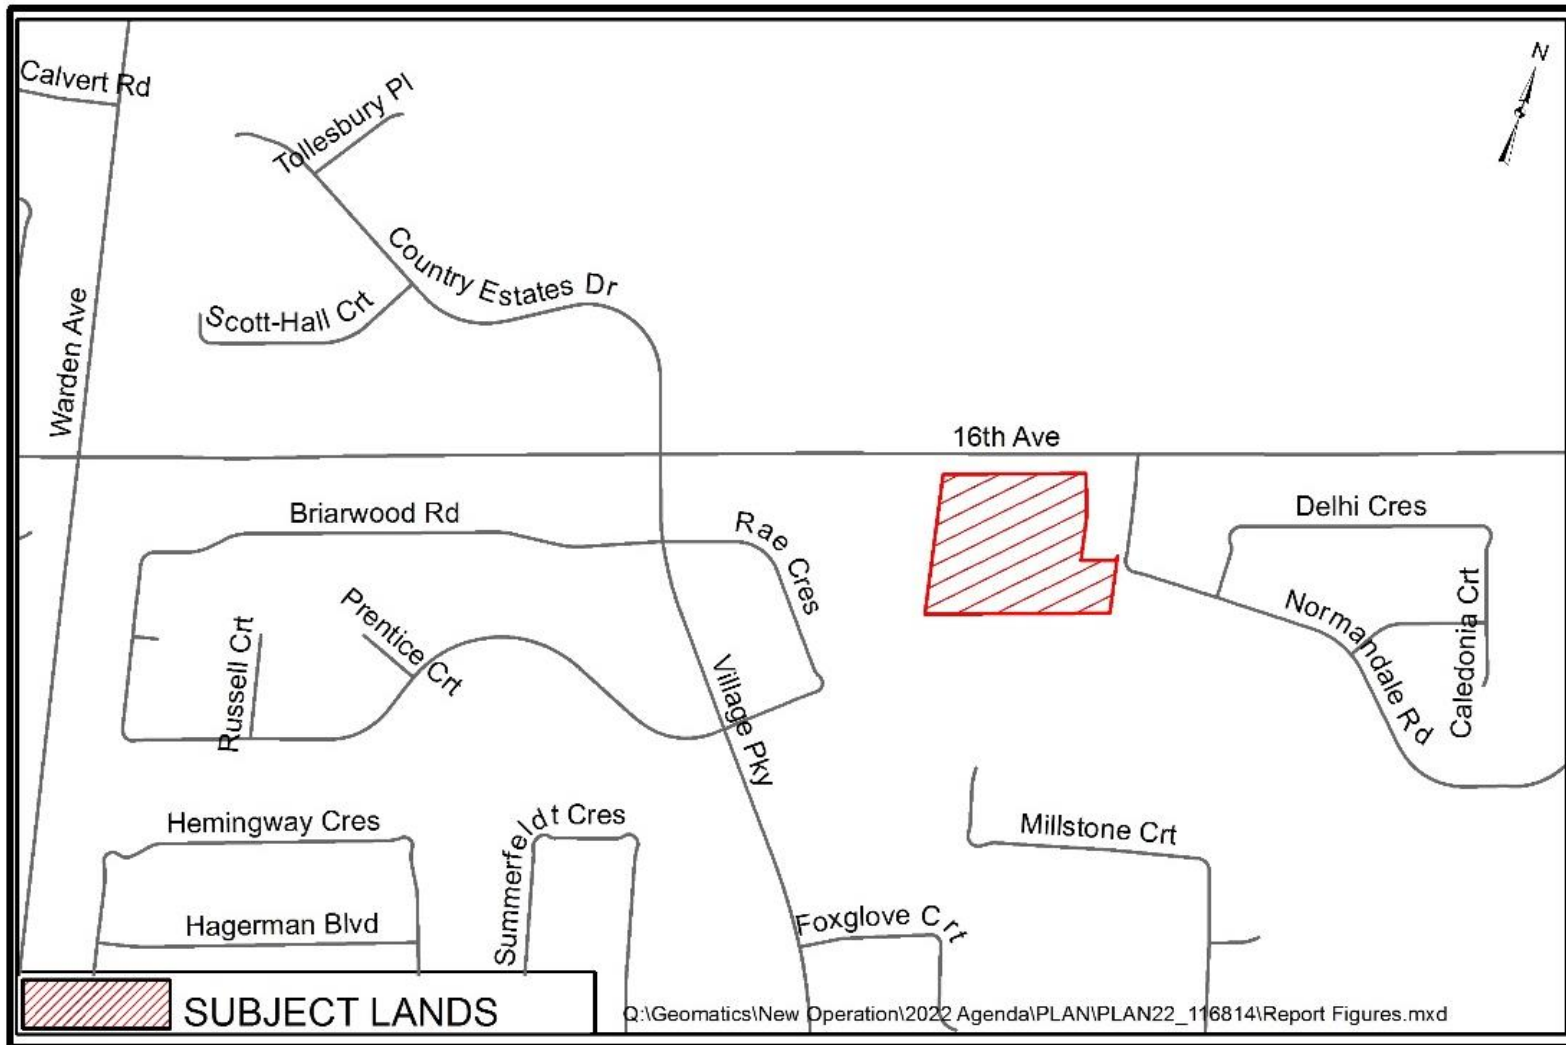 N
Calvert Rd
Tollesbury Pl
Country Estates Dr
Scott-Hall Crt
Warden Ave
16th Ave
Briarwood Rd
Rae Cres
Delhi Cres
Prentice Crt
Russell Crt
Village Pky
Normandale Rd
Caledonia Crt
Hemingway Cres
Summerfeldt Cres
Millstone Crt
Hagerman Blvd
Foxglove Crt
SUBJECT LANDS
Q:\Geomatics\New Operation\2022 Agenda\PLAN\PLAN22_116814\Report Figures.mxd